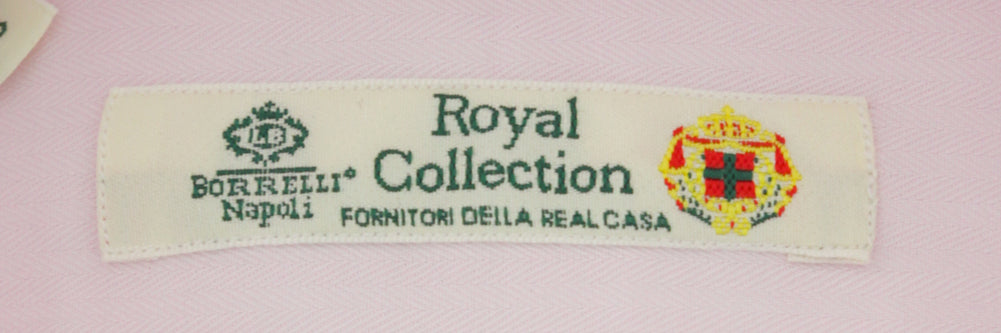 LB
BORRELLI
Napoli
Royal
Collection
FORNITORI DELLA REAL CASA